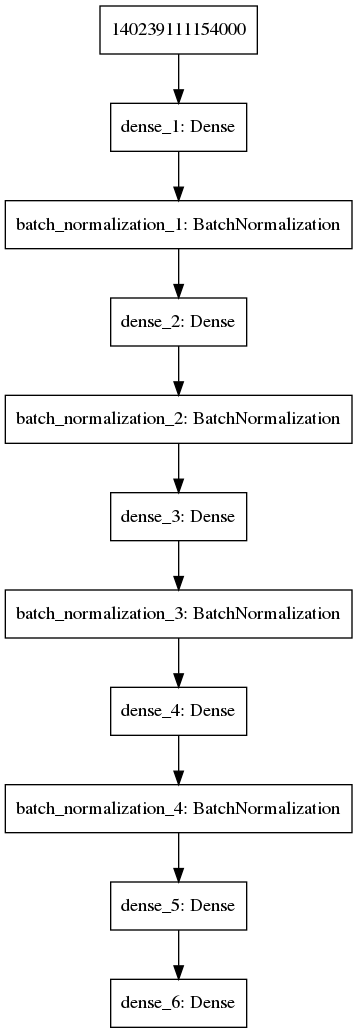 140239111154000
dense_1: Dense
batch_normalization_1: BatchNormalization
dense_2: Dense
batch_normalization_2: BatchNormalization
dense_3: Dense
batch_normalization_3: BatchNormalization
dense_4: Dense
batch_normalization_4: BatchNormalization
dense_5: Dense
dense_6: Dense